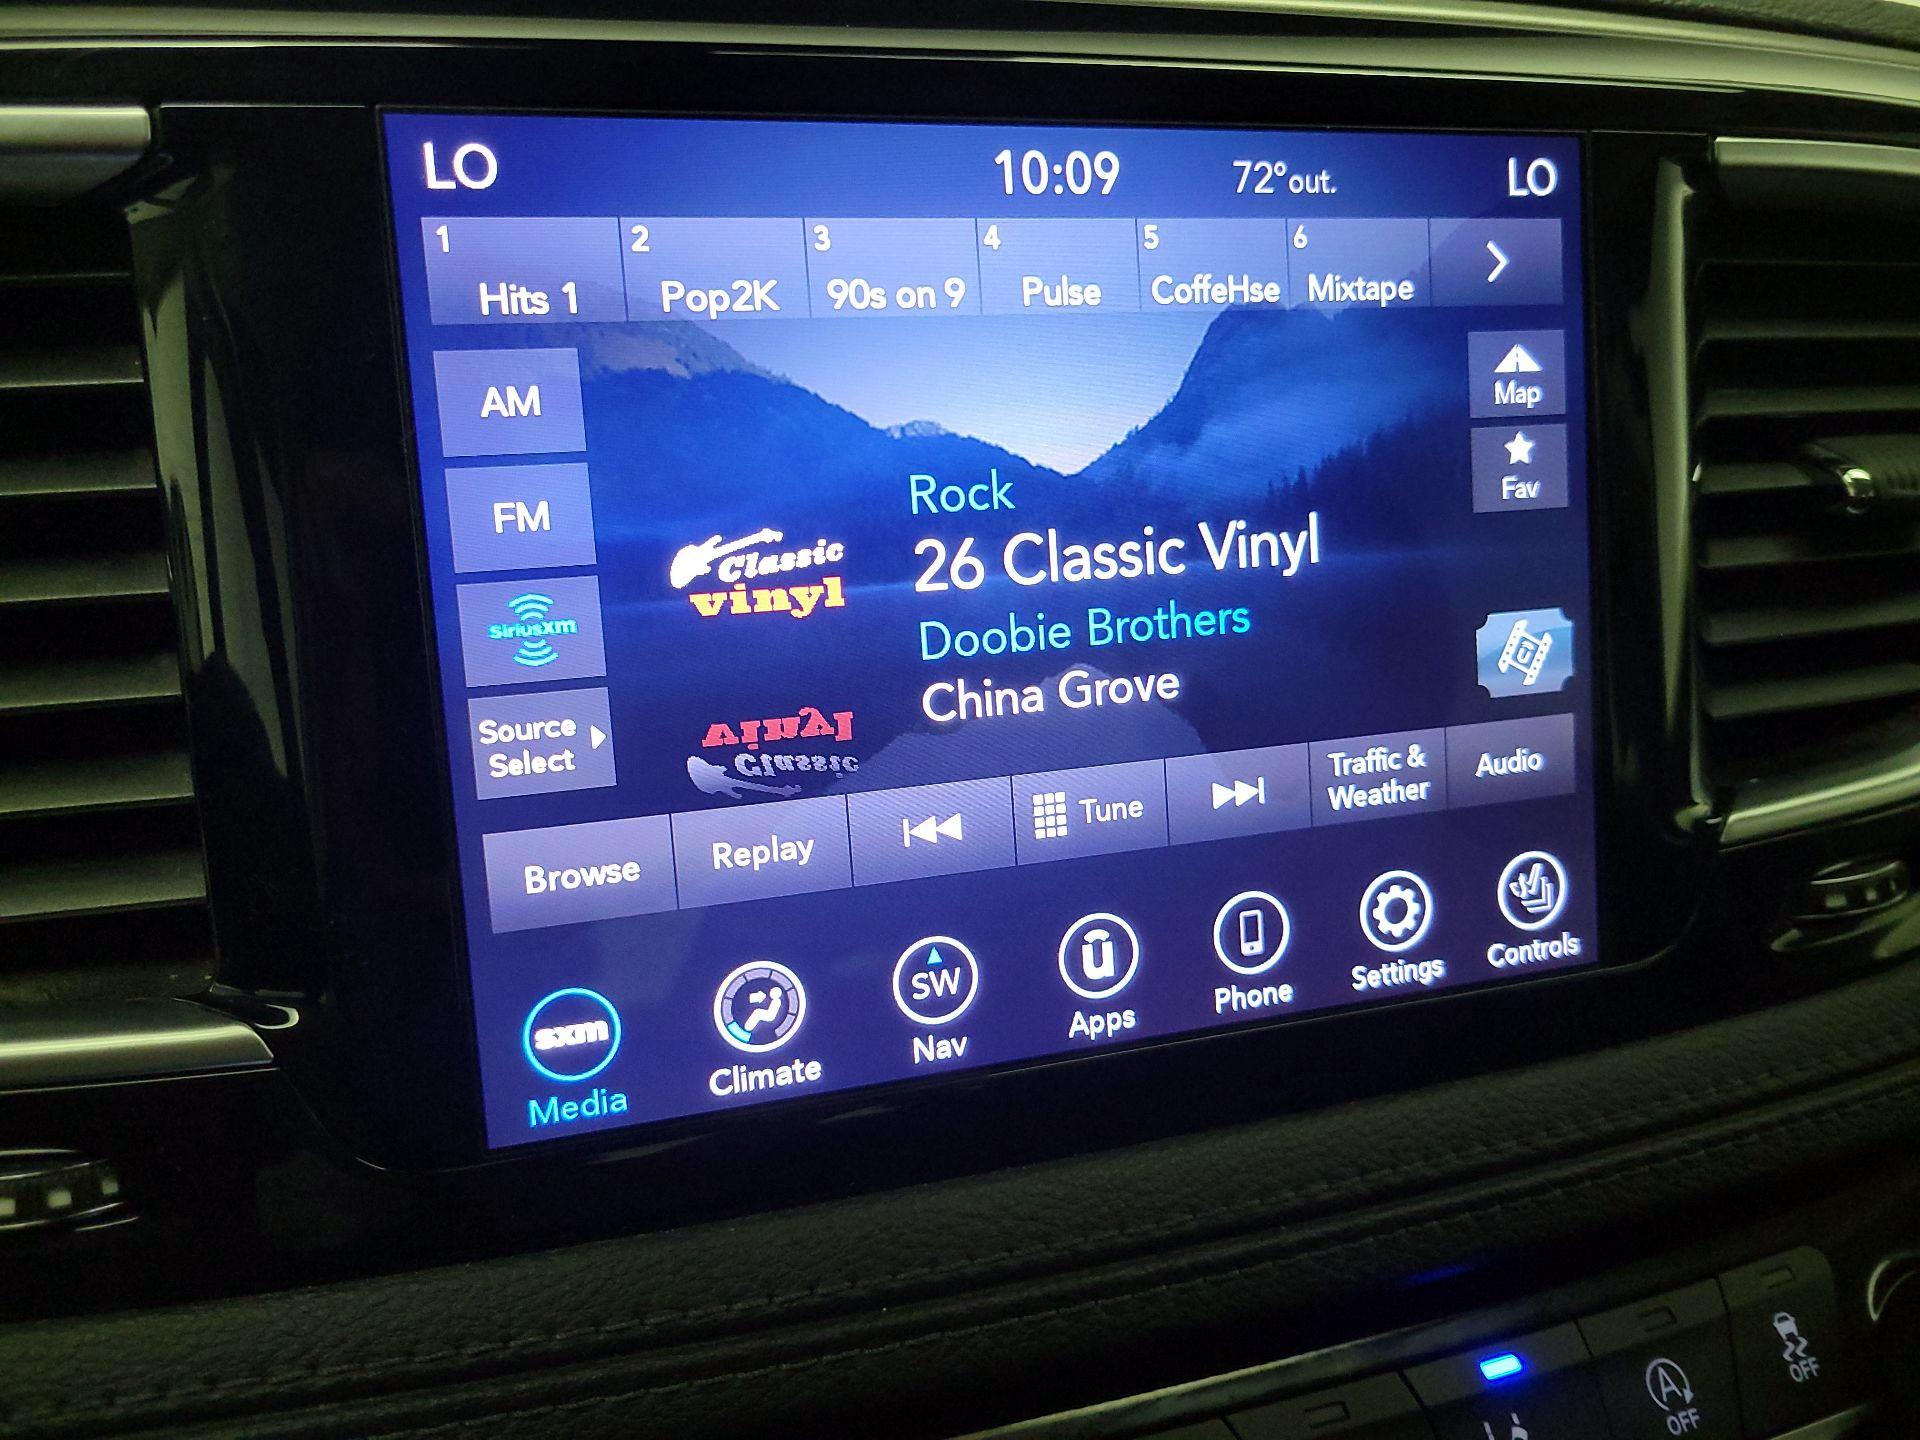 LO 10:09 72°out. LO
1 2 3 4 5 6
Hits 1 Pop2K 90s on 9 Pulse CoffeHse Mixtape
AM
Map
FM
Fav
Rock
Classic
vinyl
26 Classic Vinyl
siriusxm
Doobie Brothers
China Grove
Source
Select
vinyl
Classic
Browse
Replay
Tune
Traffic &
Weather
Audio
sxm
Media
Climate
SW
Nav
u
Apps
Phone
Settings
Controls
A
OFF
OFF